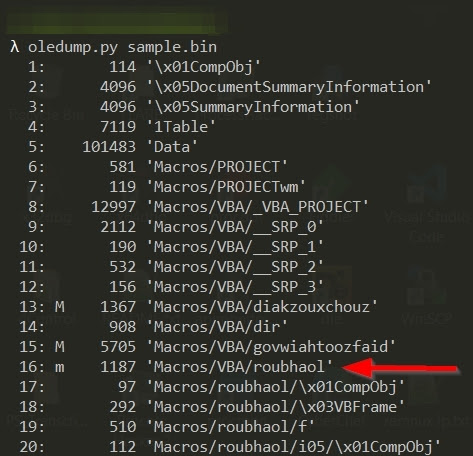 λ oledump.py sample.bin
1: 114 '\x01CompObj'
2: 4096 '\x05DocumentSummaryInformation'
3: 4096 '\x05SummaryInformation'
4: 7119 '1Table'
5: 101483 'Data'
6: 581 'Macros/PROJECT'
7: 119 'Macros/PROJECTwm'
8: 12997 'Macros/VBA/_VBA_PROJECT'
9: 2112 'Macros/VBA/__SRP_0'
10: 190 'Macros/VBA/__SRP_1'
11: 532 'Macros/VBA/__SRP_2'
12: 156 'Macros/VBA/__SRP_3'
13: M 1367 'Macros/VBA/diakzouxchouz'
14: 908 'Macros/VBA/dir'
15: M 5705 'Macros/VBA/govwiahtoozfaid'
16: m 1187 'Macros/VBA/roubhaol'
17: 97 'Macros/roubhaol/\x01CompObj'
18: 292 'Macros/roubhaol/\x03VBFrame'
19: 510 'Macros/roubhaol/f'
20: 112 'Macros/roubhaol/i05/\x01CompObj'
Visual Studio
Code
WinSCP